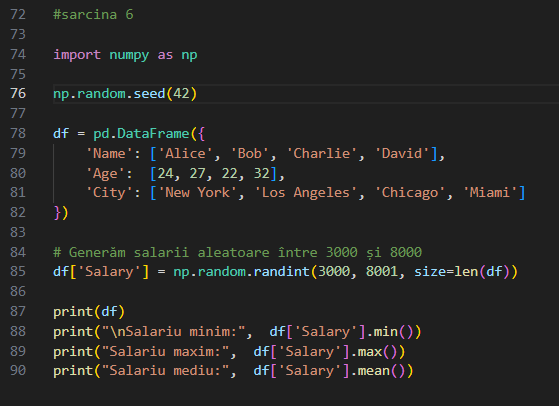 72 #sarcina 6
73
74 import numpy as np
75
76 np.random.seed(42)
77
78 df = pd.DataFrame({
79     'Name': ['Alice', 'Bob', 'Charlie', 'David'],
80     'Age':  [24, 27, 22, 32],
81     'City': ['New York', 'Los Angeles', 'Chicago', 'Miami']
82 })
83
84 # Generăm salarii aleatoare între 3000 și 8000
85 df['Salary'] = np.random.randint(3000, 8001, size=len(df))
86
87 print(df)
88 print("\nSalariu minim:",  df['Salary'].min())
89 print("Salariu maxim:",  df['Salary'].max())
90 print("Salariu mediu:",  df['Salary'].mean())